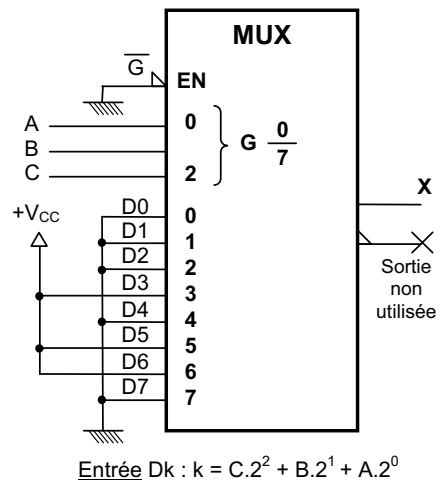 MUX
G
EN
A
0
B
C
2
G 0/7
X
+VCC
D0 0
D1 1
D2 2
D3 3
D4 4
D5 5
D6 6
D7 7
Sortie
non
utilisée
Entrée Dk : k = C.2² + B.2¹ + A.2⁰